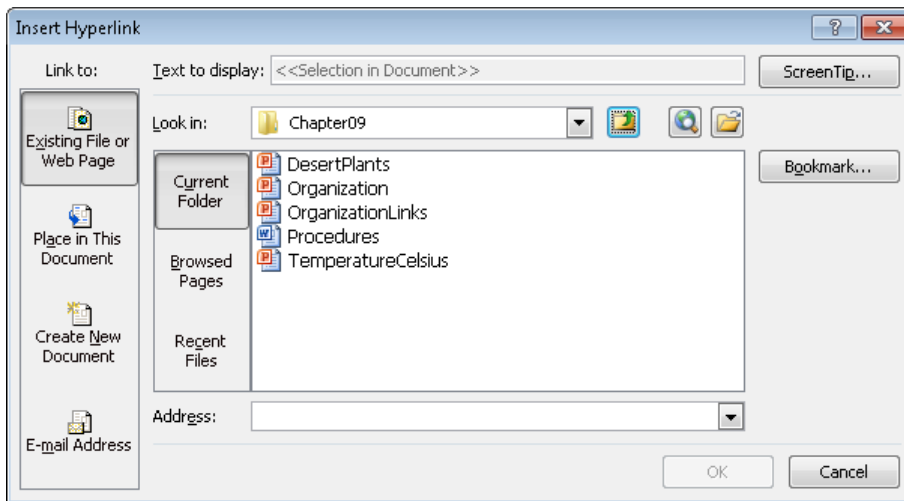 Insert Hyperlink
Link to:
Text to display: <<Selection in Document>>
ScreenTip...
Existing File or
Web Page
Look in: Chapter09
Current
Folder
DesertPlants
Organization
OrganizationLinks
Procedures
TemperatureCelsius
Bookmark...
Place in This
Document
Browsed
Pages
Create New
Document
Recent
Files
E-mail Address
Address:
OK
Cancel